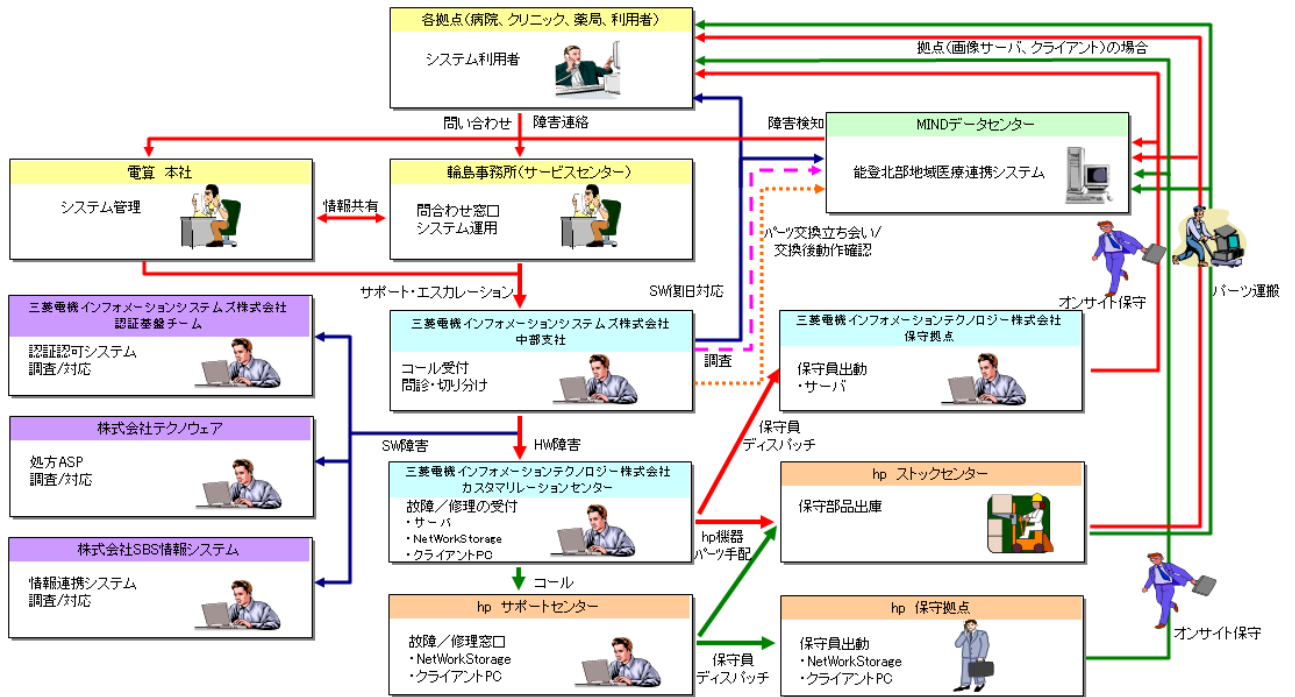 各拠点(病院、クリニック、薬局、利用者)
システム利用者
拠点(画像サーバ、クライアント)の場合
問い合わせ
障害連絡
障害検知
MINDデータセンター
能登北部地域医療連携システム
電算 本社
システム管理
情報共有
輪島事務所(サービスセンター)
問合わせ窓口
システム運用
パーツ交換立ち会い/
交換後動作確認
サポート・エスカレーション
SW復旧対応
オンサイト保守
パーツ運搬
三菱電機インフォメーションシステムズ株式会社
認証基盤チーム
認証認可システム
調査/対応
三菱電機インフォメーションシステムズ株式会社
中部支社
コール受付
問診・切り分け
調査
三菱電機インフォメーションテクノロジー株式会社
保守拠点
保守員出動
・サーバ
株式会社テクノウェア
処方ASP
調査/対応
SW障害
HW障害
保守員
ディスパッチ
三菱電機インフォメーションテクノロジー株式会社
カスタマリレーションセンター
故障/修理の受付
・サーバ
・NetWorkStorage
・クライアントPC
hp機器
パーツ手配
hp ストックセンター
保守部品出庫
株式会社SBS情報システム
情報連携システム
調査/対応
コール
hp サポートセンター
故障/修理窓口
・NetWorkStorage
・クライアントPC
保守員
ディスパッチ
hp 保守拠点
保守員出動
・NetWorkStorage
・クライアントPC
オンサイト保守